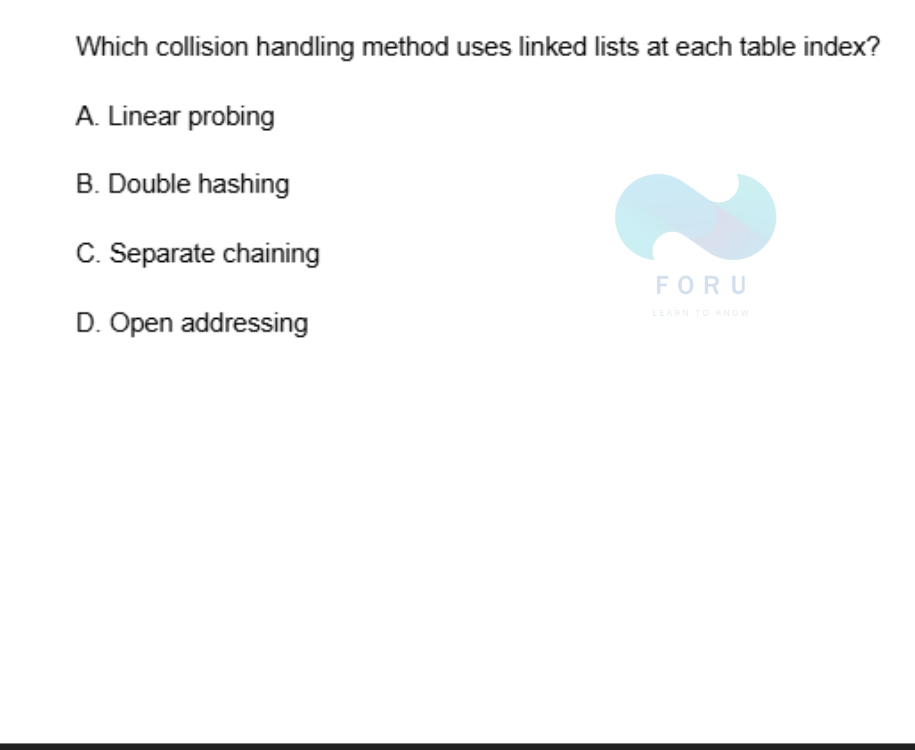 Which collision handling method uses linked lists at each table index?
A. Linear probing
B. Double hashing
C. Separate chaining
D. Open addressing
FORU
LEARN TO KNOW